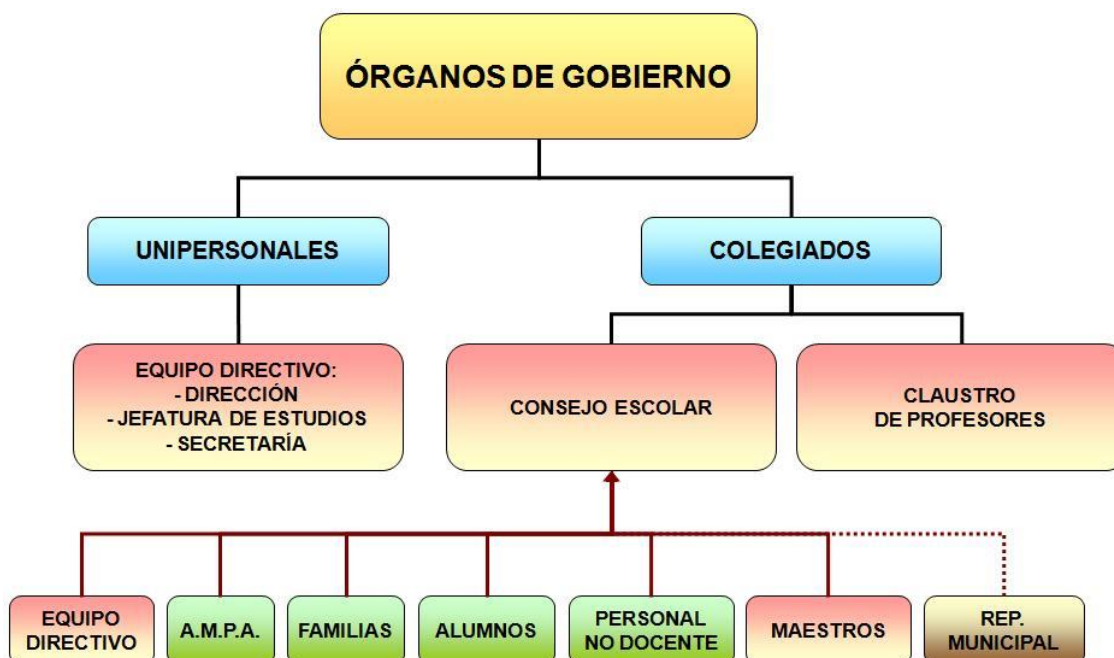 ÓRGANOS DE GOBIERNO
UNIPERSONALES
COLEGIADOS
EQUIPO DIRECTIVO:
- DIRECCIÓN
- JEFATURA DE ESTUDIOS
- SECRETARÍA
CONSEJO ESCOLAR
CLAUSTRO
DE PROFESORES
EQUIPO
DIRECTIVO
A.M.P.A.
FAMILIAS
ALUMNOS
PERSONAL
NO DOCENTE
MAESTROS
REP.
MUNICIPAL